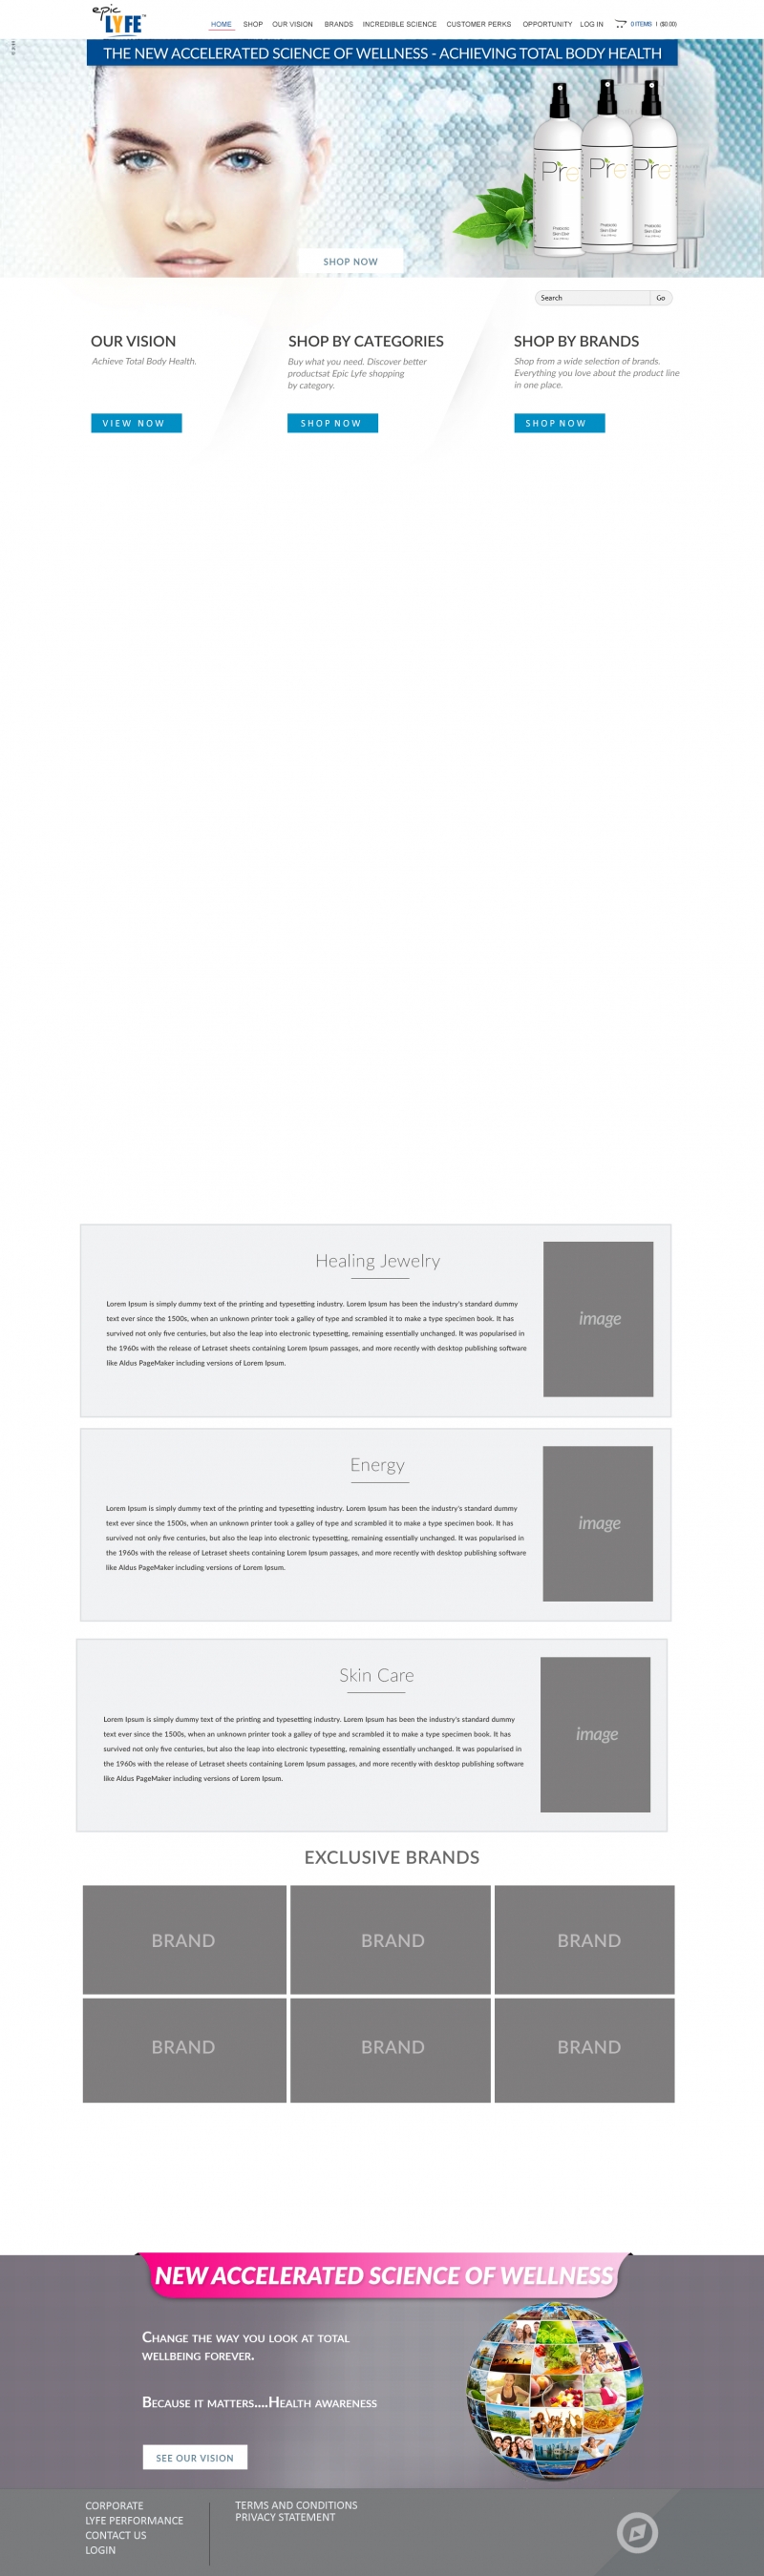 epic
LYFE™
HOME SHOP OUR VISION BRANDS INCREDIBLE SCIENCE CUSTOMER PERKS OPPORTUNITY LOG IN 0 ITEMS | ($0.00)
THE NEW ACCELERATED SCIENCE OF WELLNESS - ACHIEVING TOTAL BODY HEALTH
Pre Pre Pre
Prebiotic Prebiotic Prebiotic
Skin Elixir Skin Elixir Skin Elixir
SHOP NOW
Search Go
OUR VISION
Achieve Total Body Health.
VIEW NOW
SHOP BY CATEGORIES
Buy what you need. Discover better
productsat Epic Lyfe shopping
by category.
SHOP NOW
SHOP BY BRANDS
Shop from a wide selection of brands.
Everything you love about the product line
in one place.
SHOP NOW
Healing Jewelry
Lorem Ipsum is simply dummy text of the printing and typesetting industry. Lorem Ipsum has been the industry's standard dummy
text ever since the 1500s, when an unknown printer took a galley of type and scrambled it to make a type specimen book. It has
survived not only five centuries, but also the leap into electronic typesetting, remaining essentially unchanged. It was popularised in
the 1960s with the release of Letraset sheets containing Lorem Ipsum passages, and more recently with desktop publishing software
like Aldus PageMaker including versions of Lorem Ipsum.
image
Energy
Lorem Ipsum is simply dummy text of the printing and typesetting industry. Lorem Ipsum has been the industry's standard dummy
text ever since the 1500s, when an unknown printer took a galley of type and scrambled it to make a type specimen book. It has
survived not only five centuries, but also the leap into electronic typesetting, remaining essentially unchanged. It was popularised in
the 1960s with the release of Letraset sheets containing Lorem Ipsum passages, and more recently with desktop publishing software
like Aldus PageMaker including versions of Lorem Ipsum.
image
Skin Care
Lorem Ipsum is simply dummy text of the printing and typesetting industry. Lorem Ipsum has been the industry's standard dummy
text ever since the 1500s, when an unknown printer took a galley of type and scrambled it to make a type specimen book. It has
survived not only five centuries, but also the leap into electronic typesetting, remaining essentially unchanged. It was popularised in
the 1960s with the release of Letraset sheets containing Lorem Ipsum passages, and more recently with desktop publishing software
like Aldus PageMaker including versions of Lorem Ipsum.
image
EXCLUSIVE BRANDS
BRAND BRAND BRAND
BRAND BRAND BRAND
NEW ACCELERATED SCIENCE OF WELLNESS
Change the way you look at total
wellbeing forever.
Because it matters....Health awareness
SEE OUR VISION
CORPORATE
LYFE PERFORMANCE
CONTACT US
LOGIN
TERMS AND CONDITIONS
PRIVACY STATEMENT